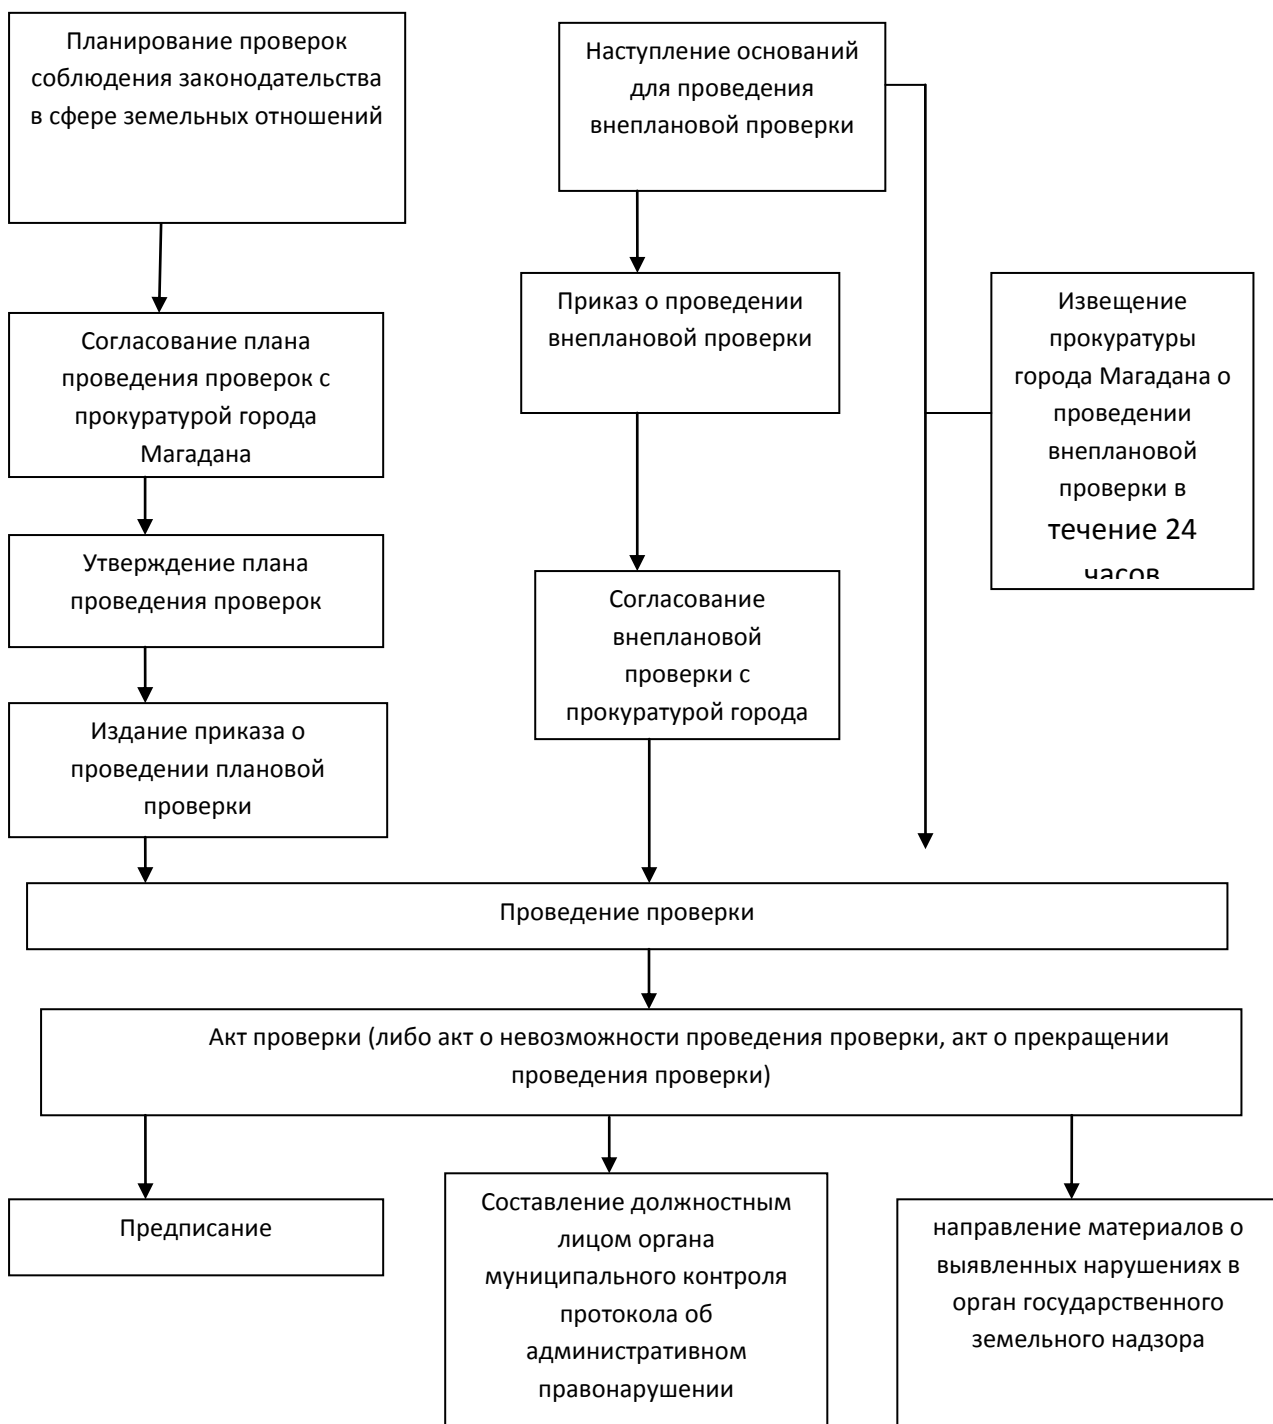 Планирование проверок
соблюдения законодательства
в сфере земельных отношений
Наступление оснований
для проведения
внеплановой проверки
Приказ о проведении
внеплановой проверки
Извещение
прокуратуры
города Магадана о
проведении
внеплановой
проверки в
течение 24
часов
Согласование плана
проведения проверок с
прокуратурой города
Магадана
Утверждение плана
проведения проверок
Согласование
внеплановой
проверки с
прокуратурой города
Издание приказа о
проведении плановой
проверки
Проведение проверки
Акт проверки (либо акт о невозможности проведения проверки, акт о прекращении
проведения проверки)
Предписание
Составление должностным
лицом органа
муниципального контроля
протокола об
административном
правонарушении
направление материалов о
выявленных нарушениях в
орган государственного
земельного надзора